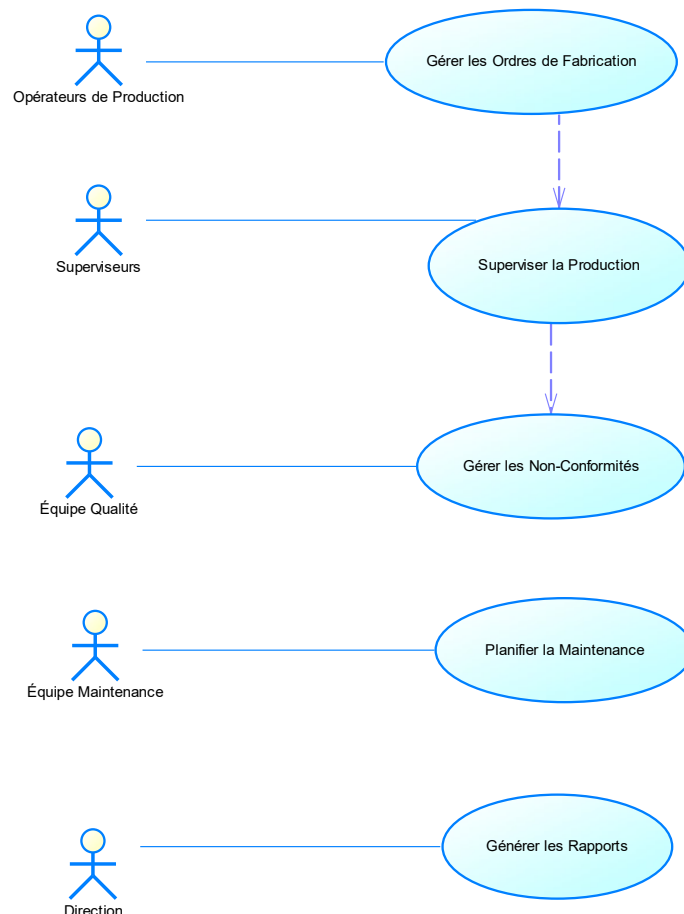 Gérer les Ordres de Fabrication
Opérateurs de Production
Superviser la Production
Superviseurs
Gérer les Non-Conformités
Équipe Qualité
Planifier la Maintenance
Équipe Maintenance
Générer les Rapports
Direction